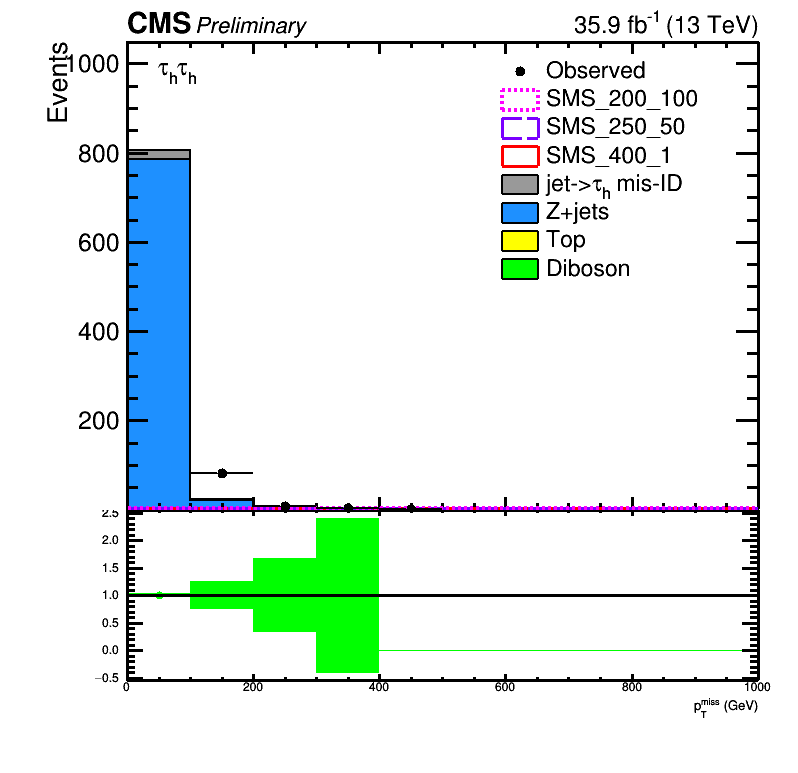 CMS Preliminary 35.9 fb⁻¹ (13 TeV)
Events
1000
800
600
400
200
τₕτₕ
Observed
SMS_200_100
SMS_250_50
SMS_400_1
jet->τₕ mis-ID
Z+jets
Top
Diboson
2.5
2.0
1.5
1.0
0.5
0.0
−0.5
0 200 400 600 800 1000
p_T^miss (GeV)